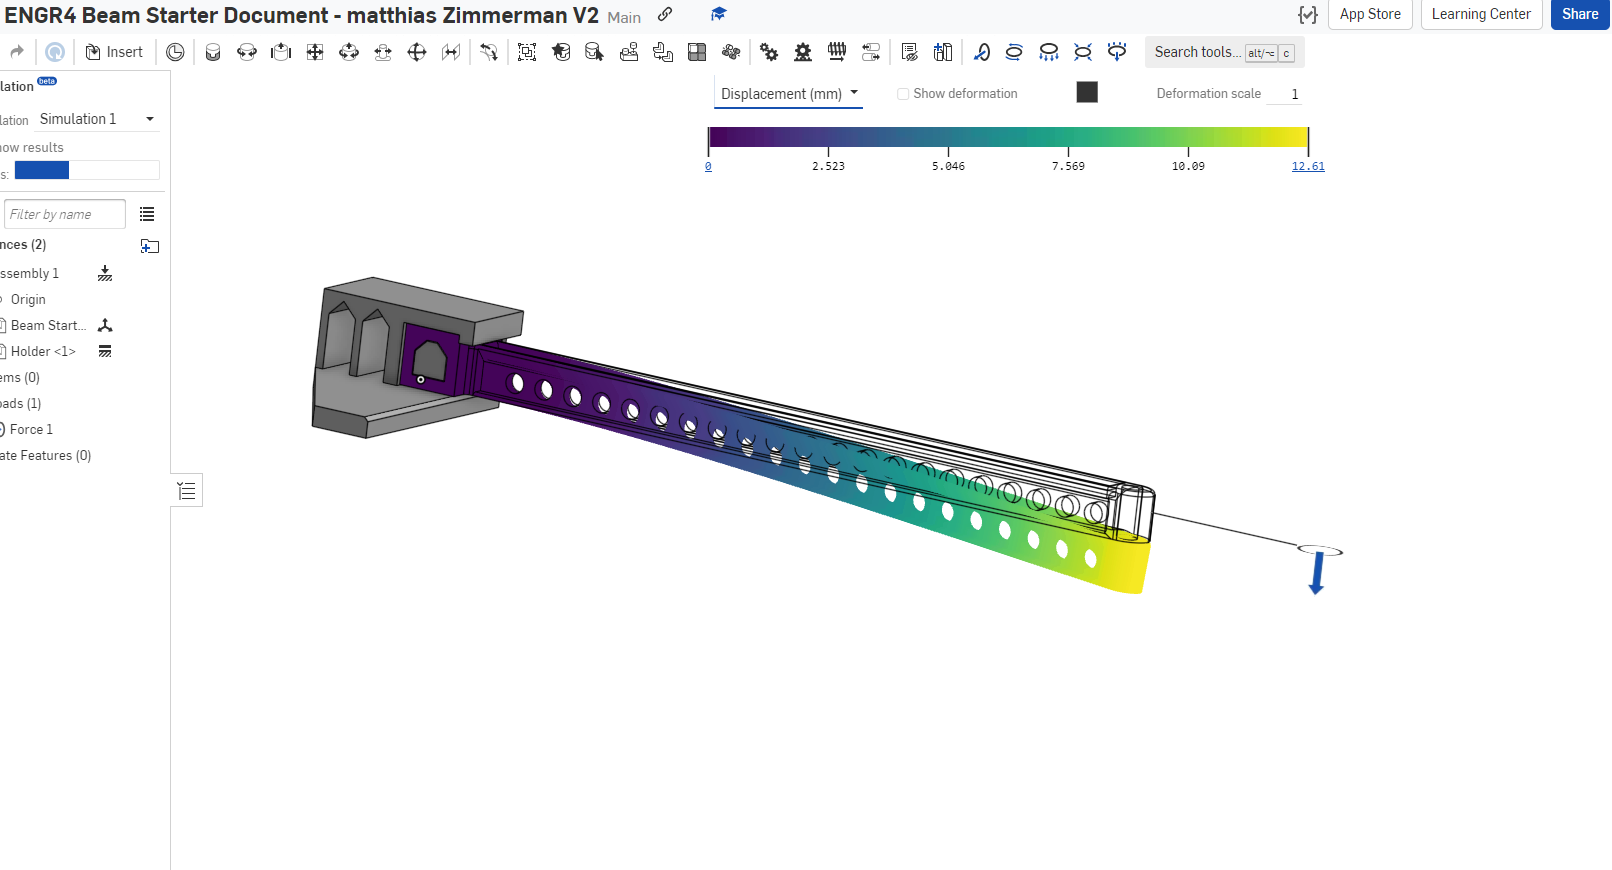 ENGR4 Beam Starter Document - matthias Zimmerman V2 Main
App Store
Learning Center
Share
Insert
Search tools... alt/⌥ c
lation beta
lation Simulation 1
ow results
s:
Filter by name
nces (2)
ssembly 1
Origin
Beam Start...
Holder <1>
ems (0)
oads (1)
Force 1
ate Features (0)
Displacement (mm)
Show deformation
Deformation scale 1
0 2.523 5.046 7.569 10.09 12.61